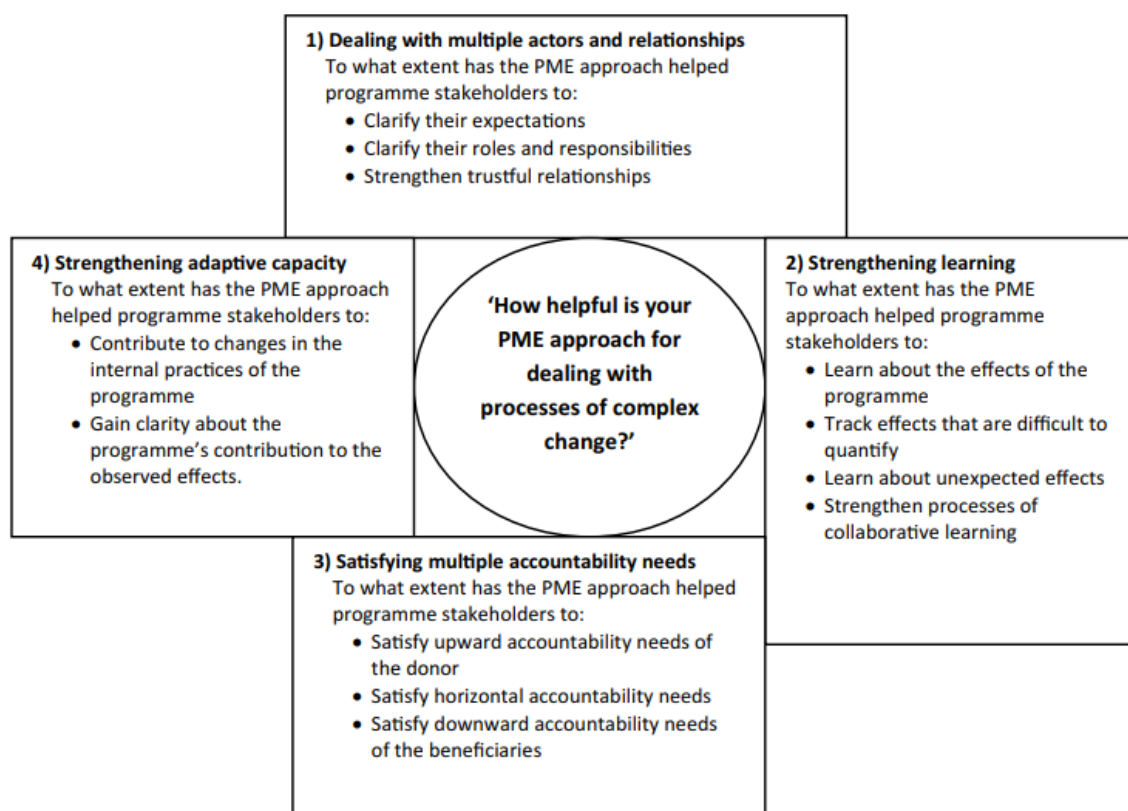 1) Dealing with multiple actors and relationships
To what extent has the PME approach helped
programme stakeholders to:
• Clarify their expectations
• Clarify their roles and responsibilities
• Strengthen trustful relationships
4) Strengthening adaptive capacity
To what extent has the PME approach
helped programme stakeholders to:
• Contribute to changes in the
internal practices of the
programme
• Gain clarity about the
programme’s contribution to the
observed effects.
‘How helpful is your
PME approach for
dealing with
processes of complex
change?’
2) Strengthening learning
To what extent has the PME
approach helped programme
stakeholders to:
• Learn about the effects of the
programme
• Track effects that are difficult to
quantify
• Learn about unexpected effects
• Strengthen processes of
collaborative learning
3) Satisfying multiple accountability needs
To what extent has the PME approach helped
programme stakeholders to:
• Satisfy upward accountability needs of
the donor
• Satisfy horizontal accountability needs
• Satisfy downward accountability needs
of the beneficiaries